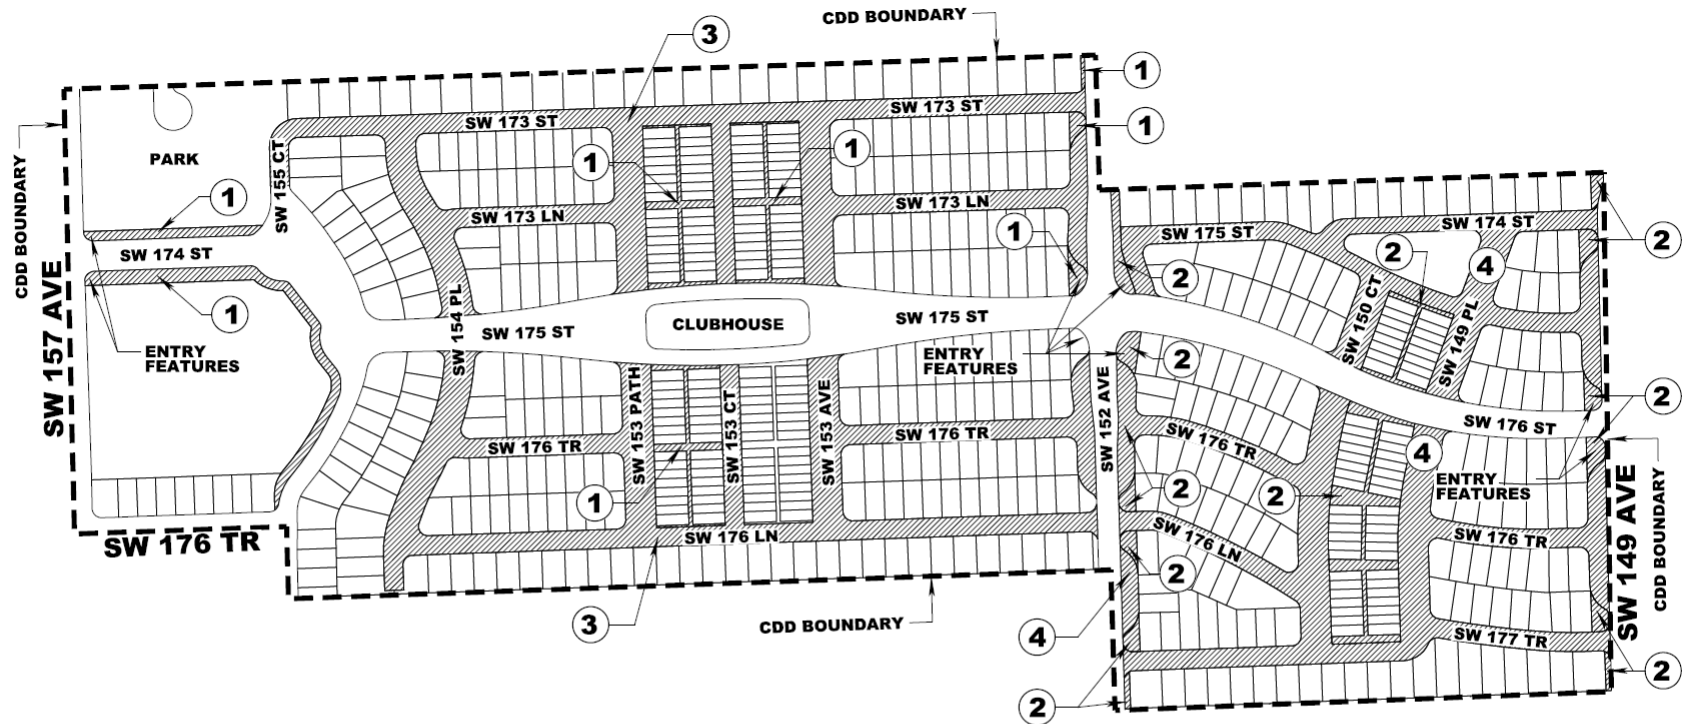 CDD BOUNDARY
3
1
SW 173 ST
SW 173 ST
1
PARK
1
1
SW 155 CT
CDD BOUNDARY
1
SW 173 LN
SW 173 LN
SW 174 ST
1
SW 175 ST
SW 174 ST
2
2
4
2
1
SW 157 AVE
ENTRY
FEATURES
SW 154 PL
SW 175 ST
CLUBHOUSE
SW 175 ST
ENTRY
FEATURES
2
SW 150 CT
SW 149 PL
2
SW 153 PATH
SW 153 CT
SW 153 AVE
SW 152 AVE
SW 176 ST
SW 176 TR
SW 176 TR
SW 176 TR
4
ENTRY
FEATURES
1
2
2
SW 176 TR
SW 176 LN
SW 176 LN
SW 176 TR
2
SW 149 AVE
CDD BOUNDARY
3
CDD BOUNDARY
4
SW 177 TR
2
2